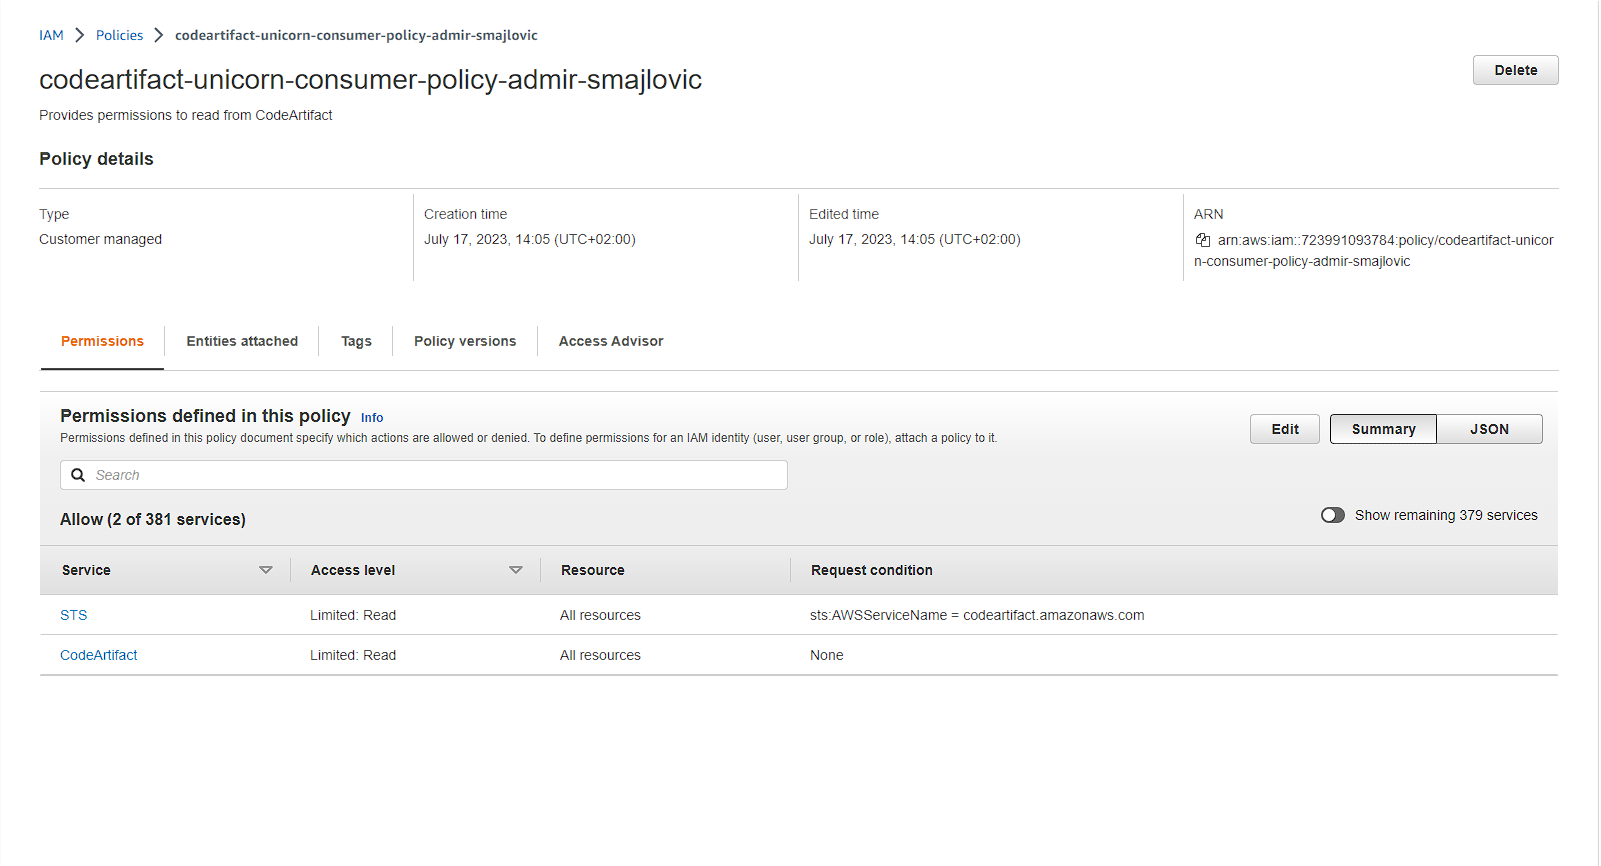 IAM > Policies > codeartifact-unicorn-consumer-policy-admir-smajlovic
codeartifact-unicorn-consumer-policy-admir-smajlovic
Delete
Provides permissions to read from CodeArtifact
Policy details
Type
Customer managed
Creation time
July 17, 2023, 14:05 (UTC+02:00)
Edited time
July 17, 2023, 14:05 (UTC+02:00)
ARN
arn:aws:iam::723991093784:policy/codeartifact-unicor
n-consumer-policy-admir-smajlovic
Permissions Entities attached Tags Policy versions Access Advisor
Permissions defined in this policy Info
Permissions defined in this policy document specify which actions are allowed or denied. To define permissions for an IAM identity (user, user group, or role), attach a policy to it.
Edit Summary JSON
Search
Allow (2 of 381 services)
Show remaining 379 services
Service Access level Resource Request condition
STS Limited: Read All resources sts:AWSServiceName = codeartifact.amazonaws.com
CodeArtifact Limited: Read All resources None